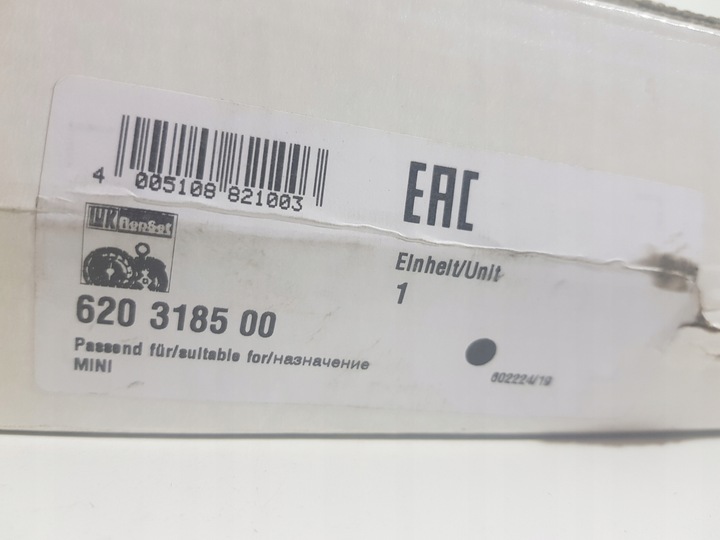 4 005108 821003
EAC
LUK RepSet
Einheit/Unit
1
620 3185 00
Passend für/suitable for/назначение
MINI
602224/19